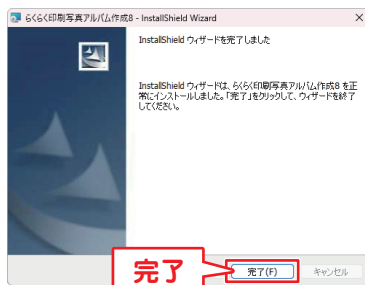 らくらく印刷写真アルバム作成8 - InstallShield Wizard
InstallShield ウィザードを完了しました
InstallShield ウィザードは、らくらく印刷写真アルバム作成8 を正
常にインストールしました。「完了」をクリックして、ウィザードを終了
してください。
完了
完了(F)
キャンセル